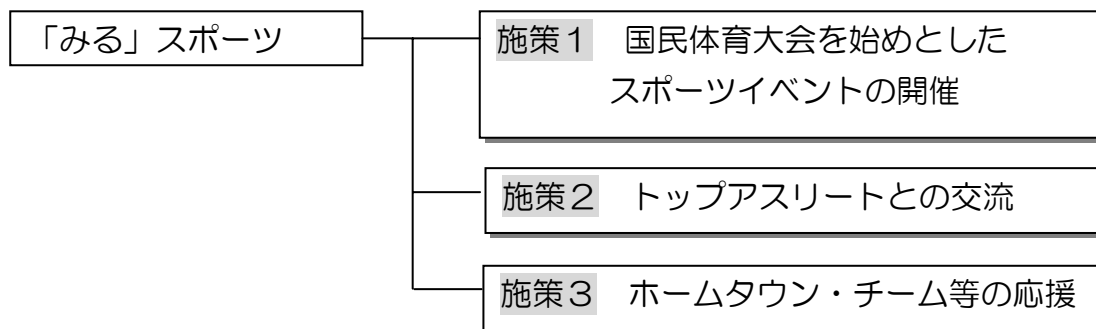 「みる」スポーツ
施策１　国民体育大会を始めとした
スポーツイベントの開催
施策２　トップアスリートとの交流
施策３　ホームタウン・チーム等の応援